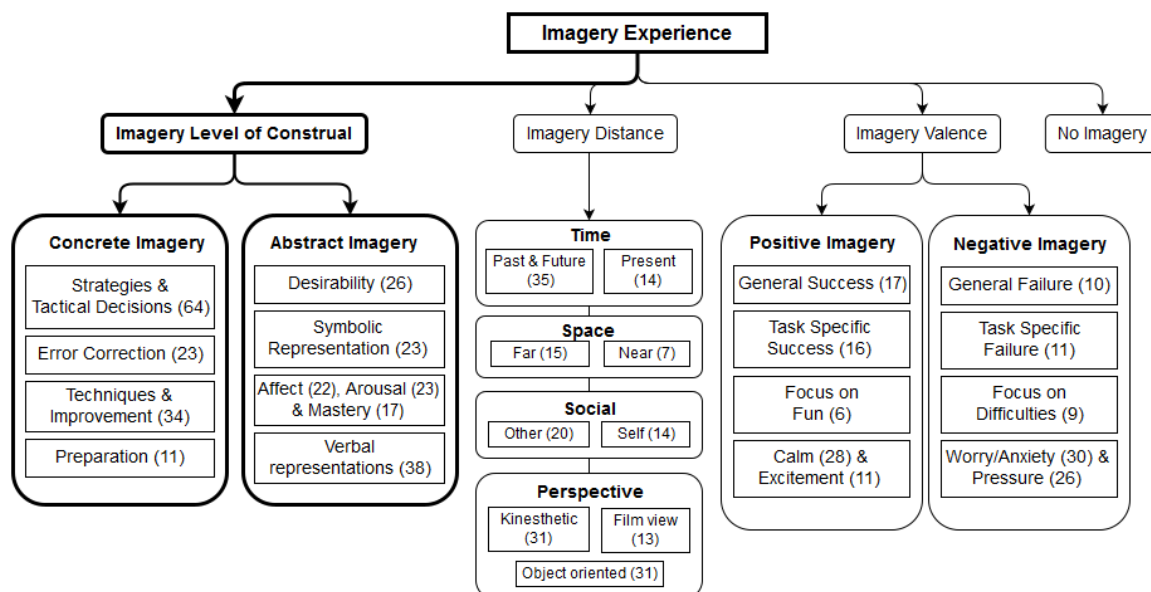 Imagery Experience
Imagery Level of Construal
Imagery Distance
Imagery Valence
No Imagery
Concrete Imagery
Strategies &
Tactical Decisions (64)
Error Correction (23)
Techniques &
Improvement (34)
Preparation (11)
Abstract Imagery
Desirability (26)
Symbolic
Representation (23)
Affect (22), Arousal (23)
& Mastery (17)
Verbal
representations (38)
Time
Past & Future
(35)
Present
(14)
Space
Far (15)
Near (7)
Social
Other (20)
Self (14)
Perspective
Kinesthetic
(31)
Film view
(13)
Object oriented (31)
Positive Imagery
General Success (17)
Task Specific
Success (16)
Focus on
Fun (6)
Calm (28) &
Excitement (11)
Negative Imagery
General Failure (10)
Task Specific
Failure (11)
Focus on
Difficulties (9)
Worry/Anxiety (30) &
Pressure (26)